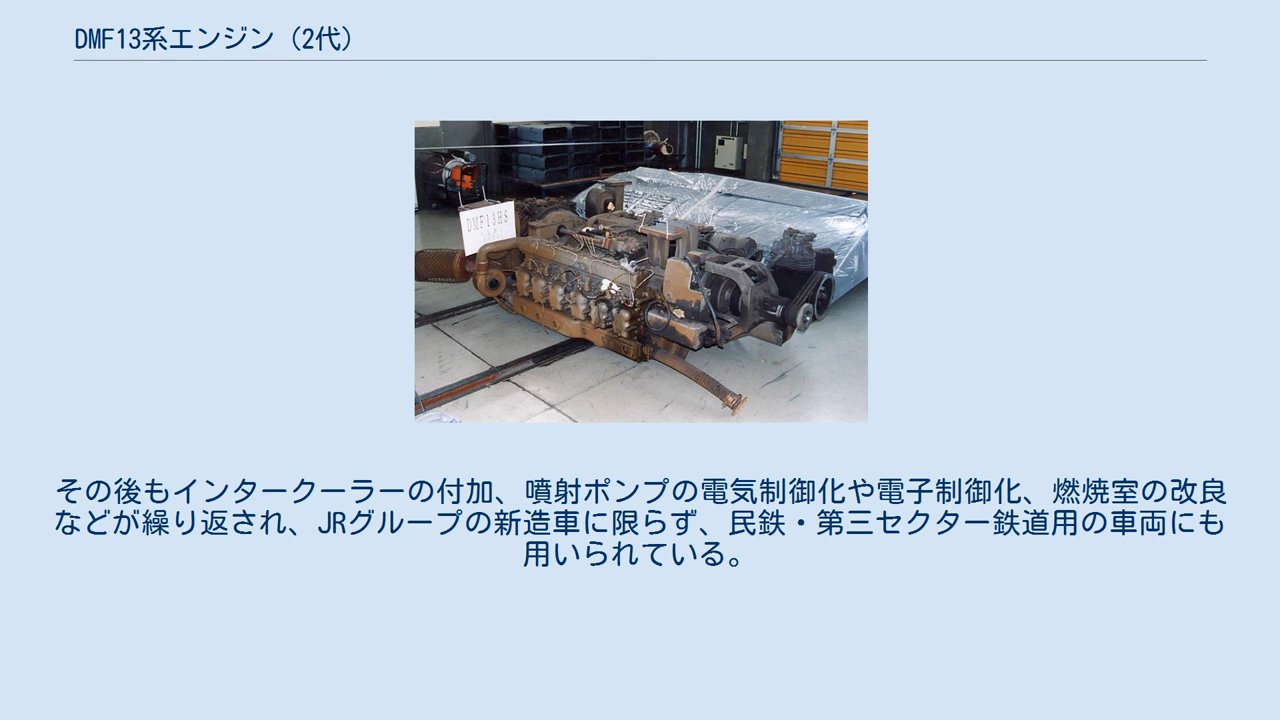 DMF13系エンジン（2代）
DMF13HS
その後もインタークーラーの付加、噴射ポンプの電気制御化や電子制御化、燃焼室の改良
などが繰り返され、JRグループの新造車に限らず、民鉄・第三セクター鉄道用の車両にも
用いられている。